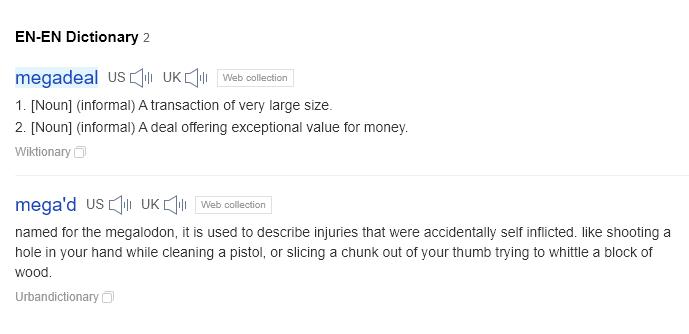 EN-EN Dictionary 2
megadeal US UK Web collection
1. [Noun] (informal) A transaction of very large size.
2. [Noun] (informal) A deal offering exceptional value for money.
Wiktionary
mega'd US UK Web collection
named for the megalodon, it is used to describe injuries that were accidentally self inflicted. like shooting a
hole in your hand while cleaning a pistol, or slicing a chunk out of your thumb trying to whittle a block of
wood.
Urbandictionary